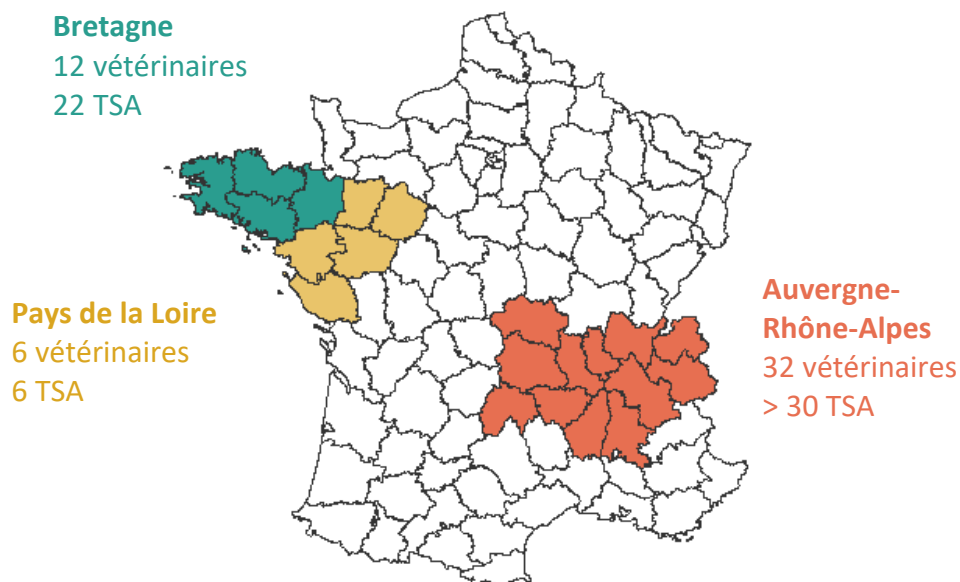 Bretagne
12 vétérinaires
22 TSA
Pays de la Loire
6 vétérinaires
6 TSA
Auvergne-
Rhône-Alpes
32 vétérinaires
> 30 TSA